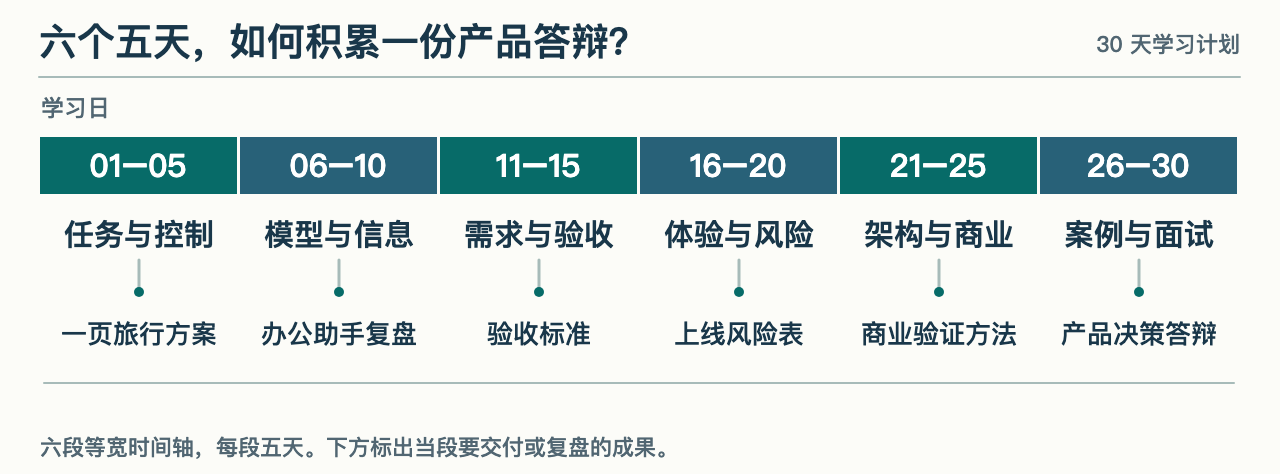 六个五天，如何积累一份产品答辩？
30 天学习计划
学习日
01—05
06—10
11—15
16—20
21—25
26—30
任务与控制
模型与信息
需求与验收
体验与风险
架构与商业
案例与面试
一页旅行方案
办公助手复盘
验收标准
上线风险表
商业验证方法
产品决策答辩
六段等宽时间轴，每段五天。下方标出当段要交付或复盘的成果。